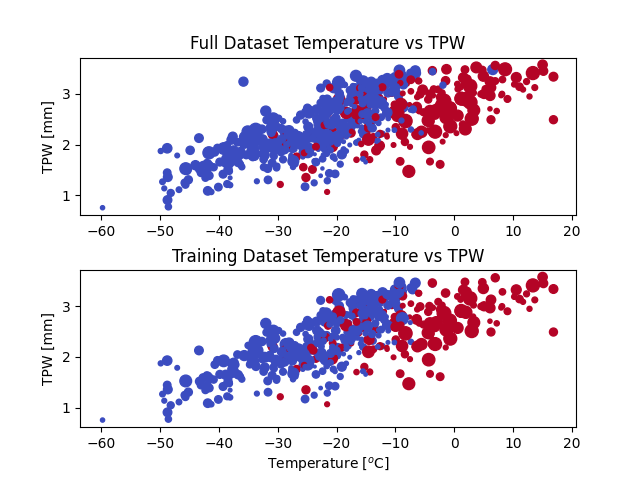 Full Dataset Temperature vs TPW
TPW [mm]
3
2
1
−60 −50 −40 −30 −20 −10 0 10 20
Training Dataset Temperature vs TPW
TPW [mm]
3
2
1
−60 −50 −40 −30 −20 −10 0 10 20
Temperature [°C]